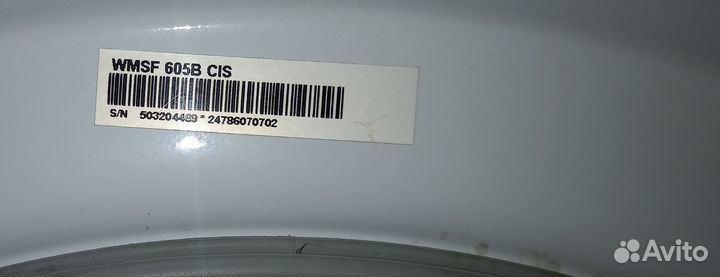 WMSF 605B CIS
S/N 503204489 * 24786070702
Avito